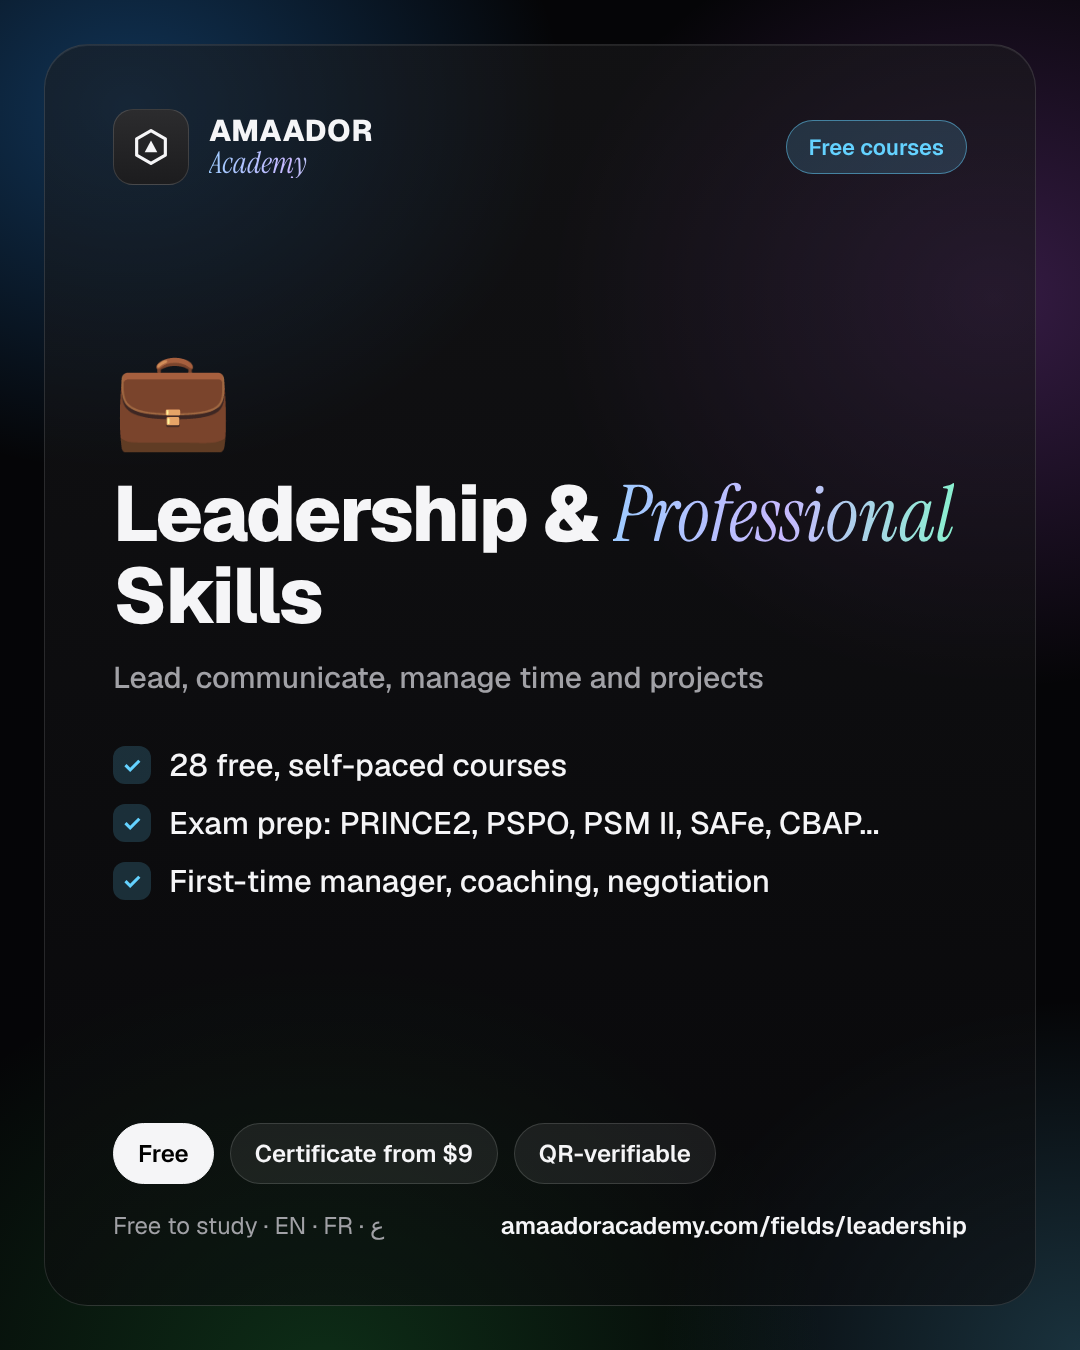 AMAADOR
Academy
Free courses
Leadership & Professional
Skills
Lead, communicate, manage time and projects
28 free, self-paced courses
Exam prep: PRINCE2, PSPO, PSM II, SAFe, CBAP...
First-time manager, coaching, negotiation
Free
Certificate from $9
QR-verifiable
Free to study · EN · FR · ع
amaadoracademy.com/fields/leadership